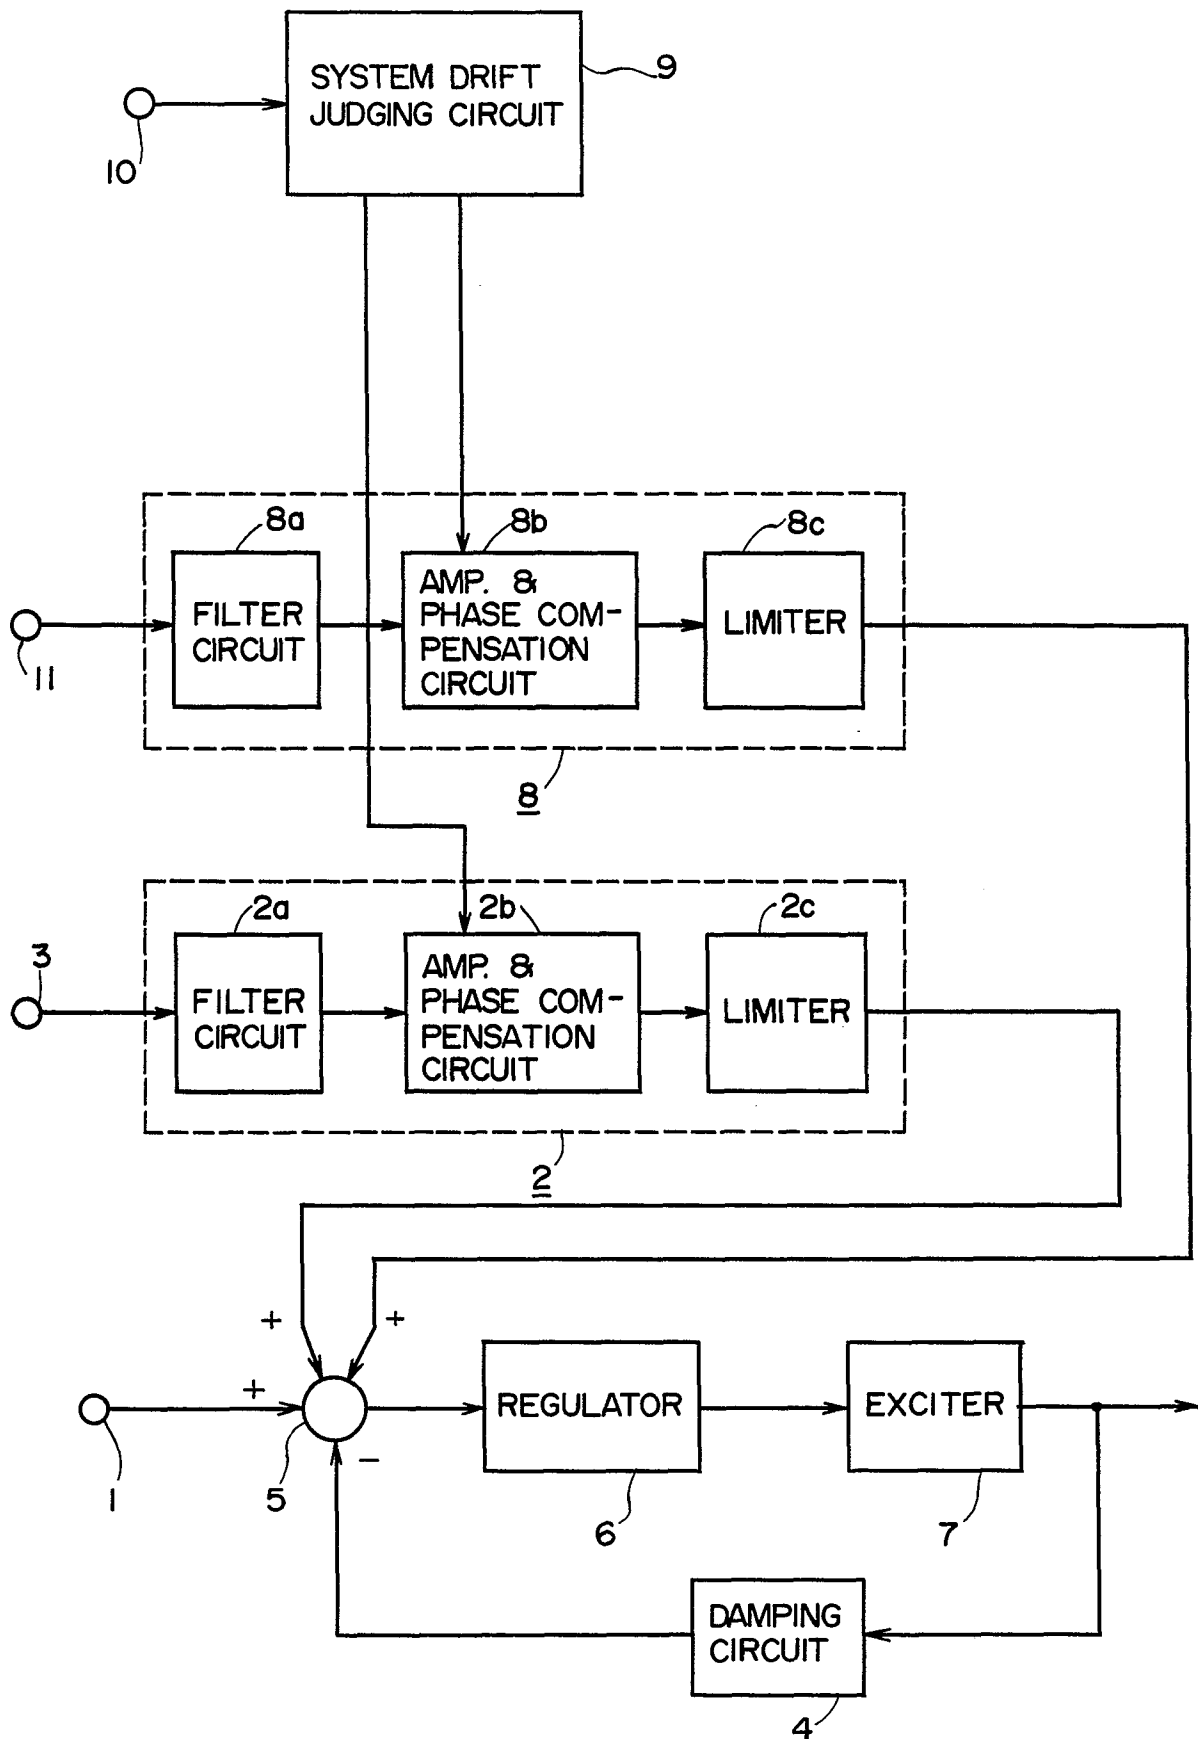 SYSTEM DRIFT
JUDGING CIRCUIT
9
10
8a
8b
8c
FILTER
CIRCUIT
AMP. &
PHASE COM-
PENSATION
CIRCUIT
LIMITER
11
8
2a
2b
2c
3
FILTER
CIRCUIT
AMP. &
PHASE COM-
PENSATION
CIRCUIT
LIMITER
2
+
+
+
REGULATOR
EXCITER
−
1
5
6
7
DAMPING
CIRCUIT
4